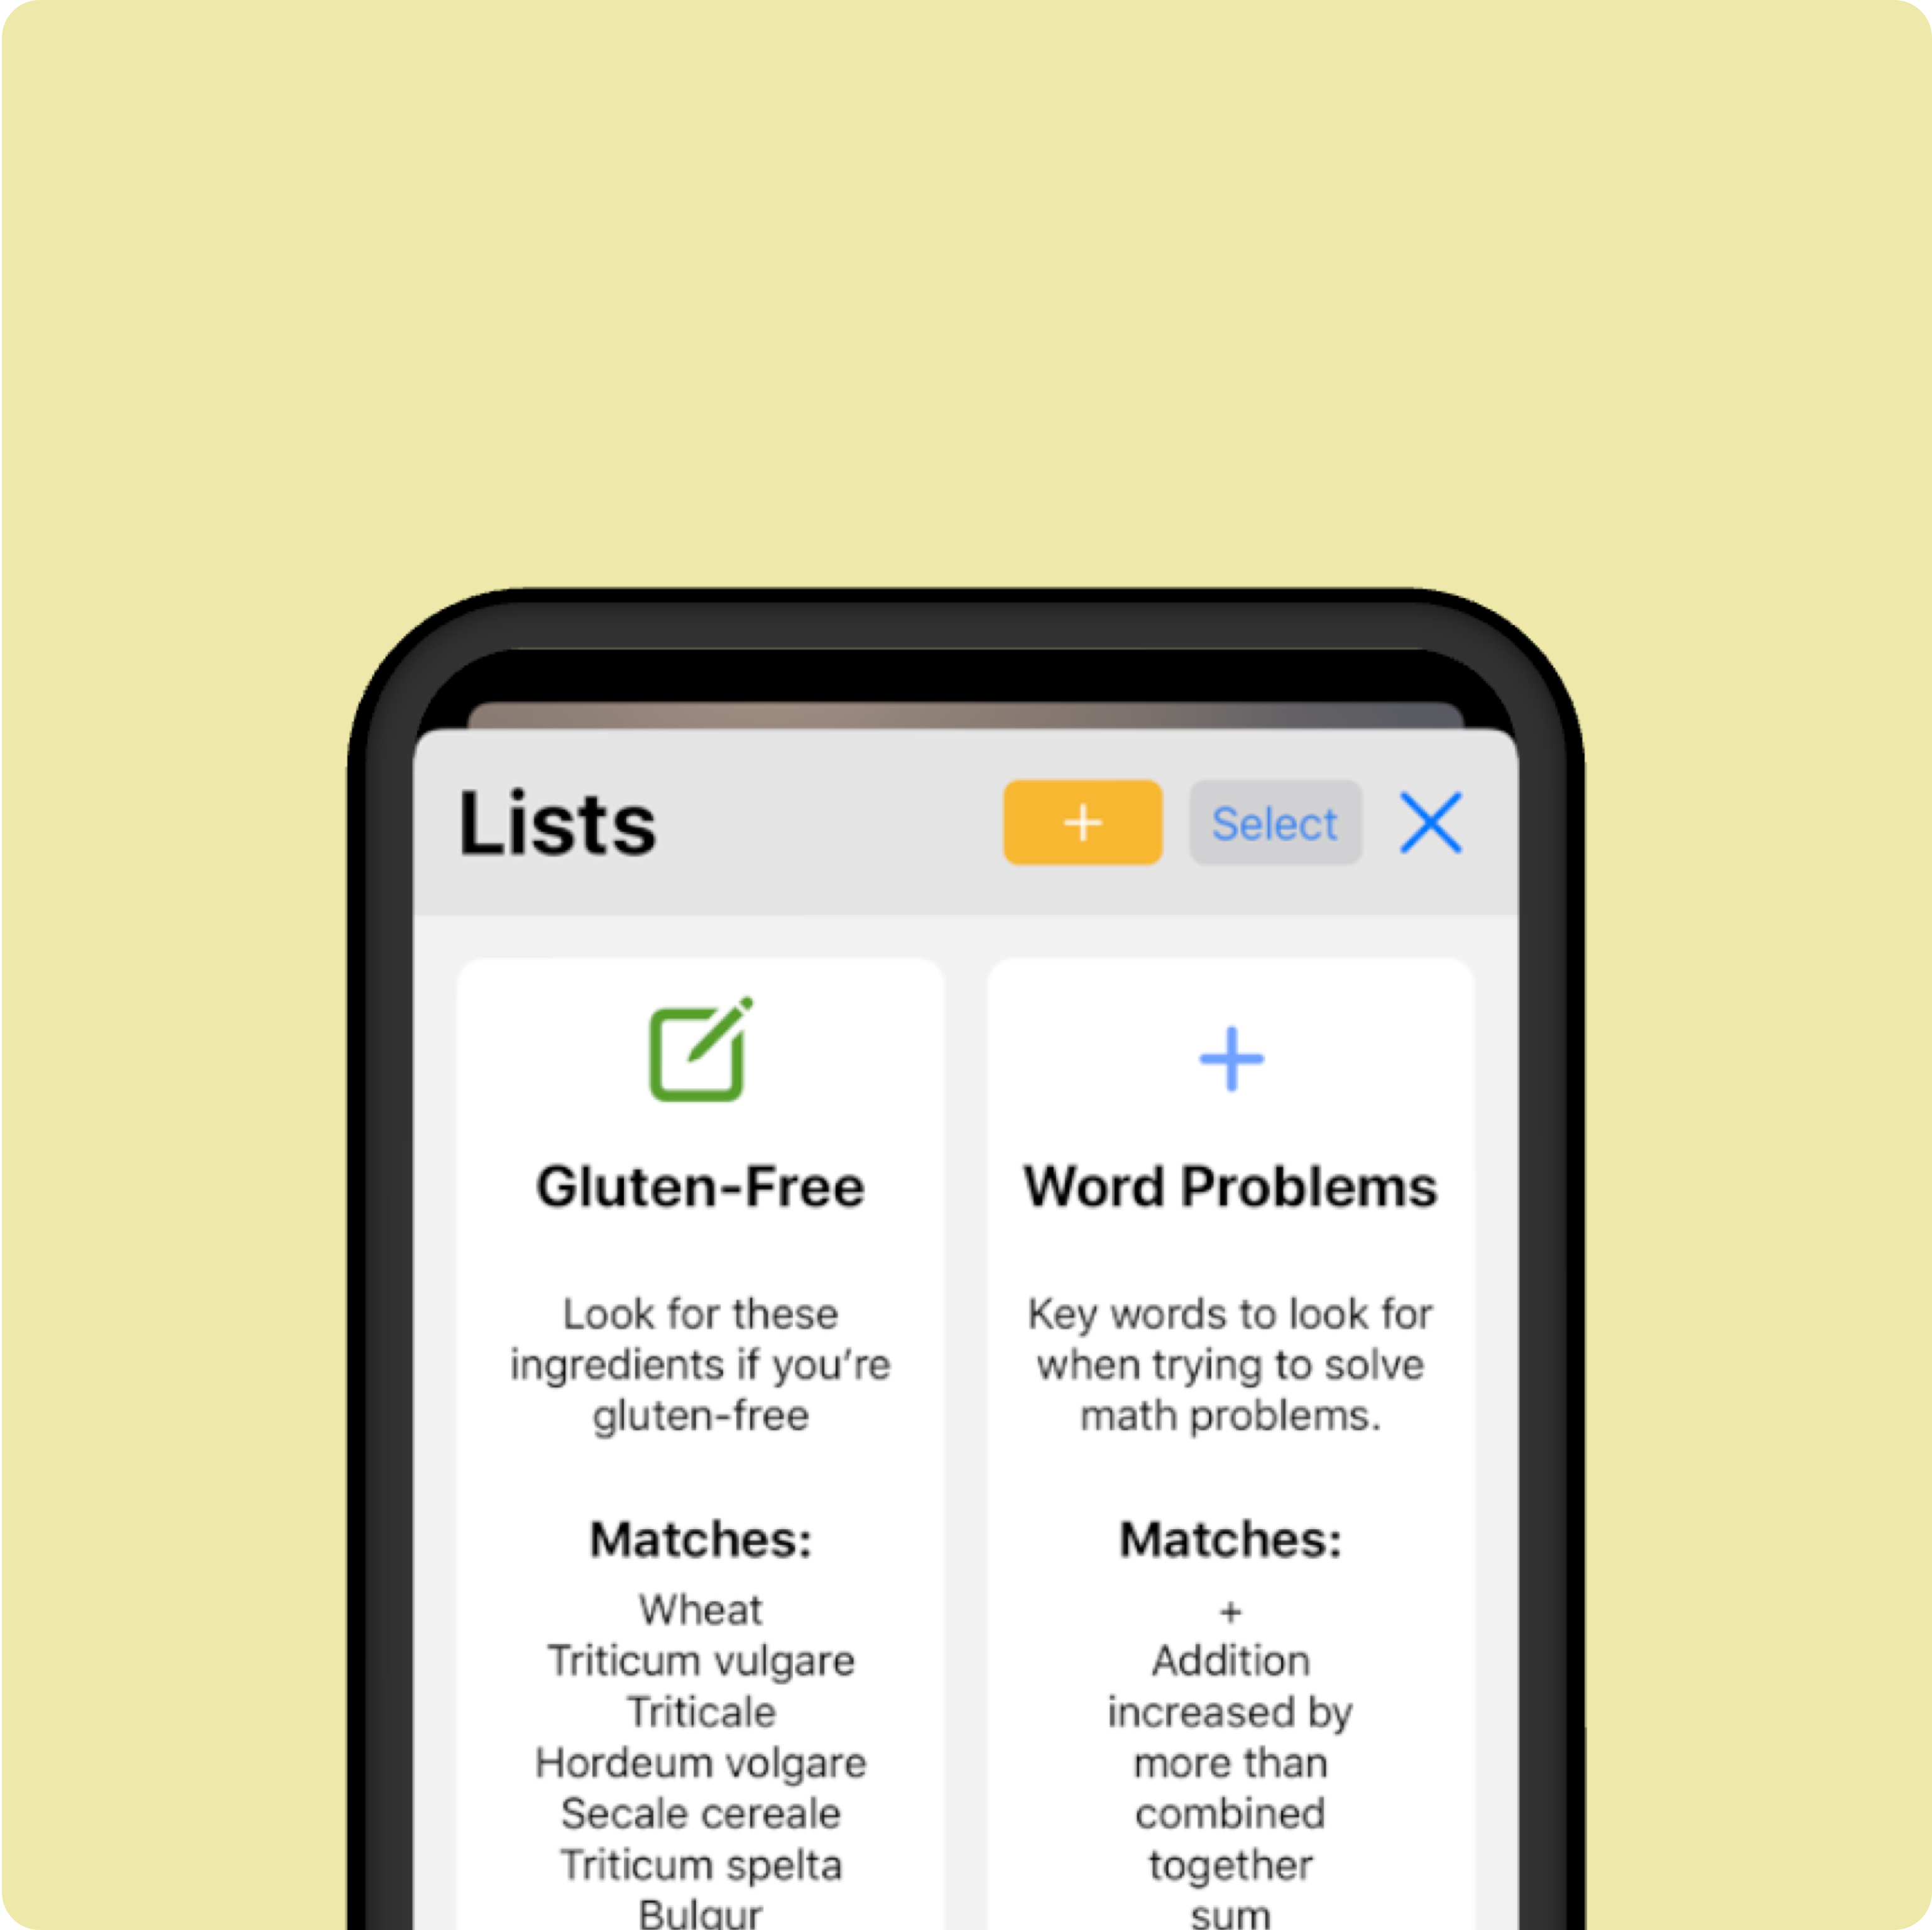 Lists
+
Select
Gluten-Free
Look for these
ingredients if you’re
gluten-free
Matches:
Wheat
Triticum vulgare
Triticale
Hordeum volgare
Secale cereale
Triticum spelta
Bulgur
Word Problems
Key words to look for
when trying to solve
math problems.
Matches:
+
Addition
increased by
more than
combined
together
sum